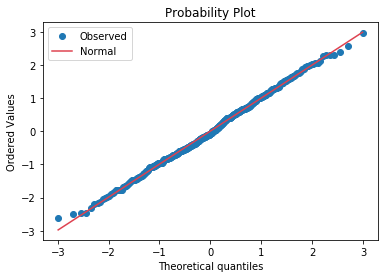 Probability Plot
Observed
Normal
Ordered Values
3
2
1
0
−1
−2
−3
−3
−2
−1
0
1
2
3
Theoretical quantiles